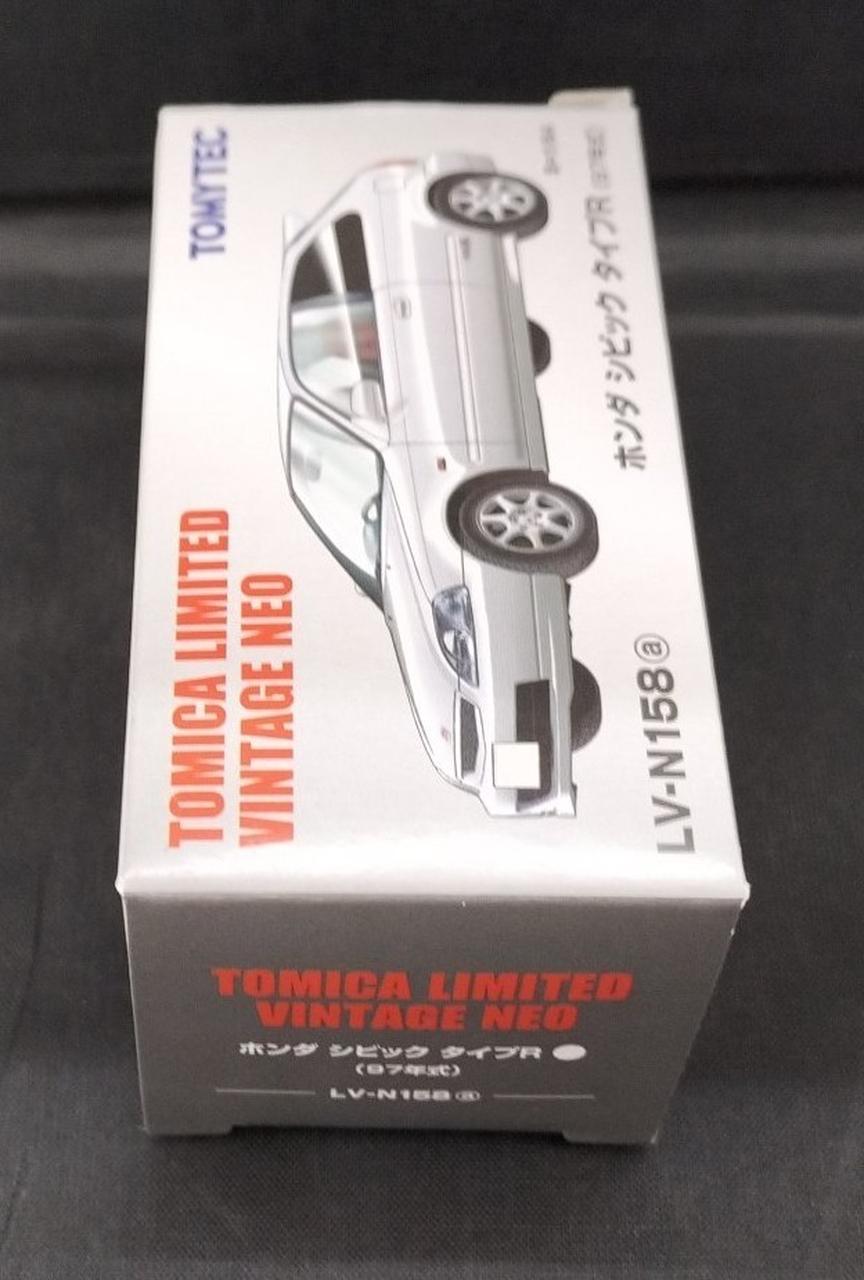 TOMYTEC
TOMICA LIMITED
VINTAGE NEO
ホンダ シビック タイプR (97年式)
LV-N158ⓐ
TOMICA LIMITED
VINTAGE NEO
ホンダ シビック タイプR
(97年式)
LV-N158ⓐ